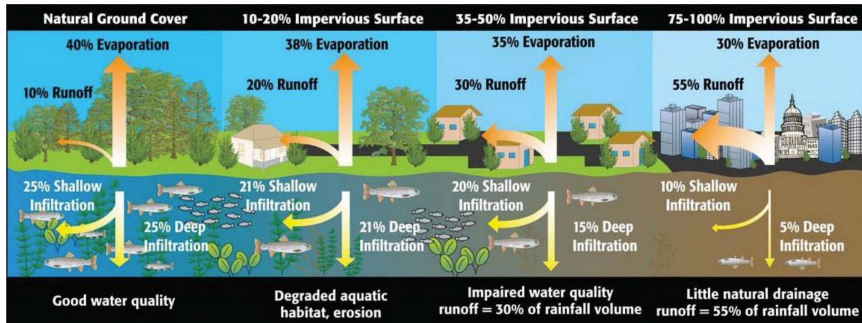 Natural Ground Cover
40% Evaporation
10% Runoff
25% Shallow
Infiltration
25% Deep
Infiltration
Good water quality
10-20% Impervious Surface
38% Evaporation
20% Runoff
21% Shallow
Infiltration
21% Deep
Infiltration
Degraded aquatic
habitat, erosion
35-50% Impervious Surface
35% Evaporation
30% Runoff
20% Shallow
Infiltration
15% Deep
Infiltration
Impaired water quality
runoff = 30% of rainfall volume
75-100% Impervious Surface
30% Evaporation
55% Runoff
10% Shallow
Infiltration
5% Deep
Infiltration
Little natural drainage
runoff = 55% of rainfall volume